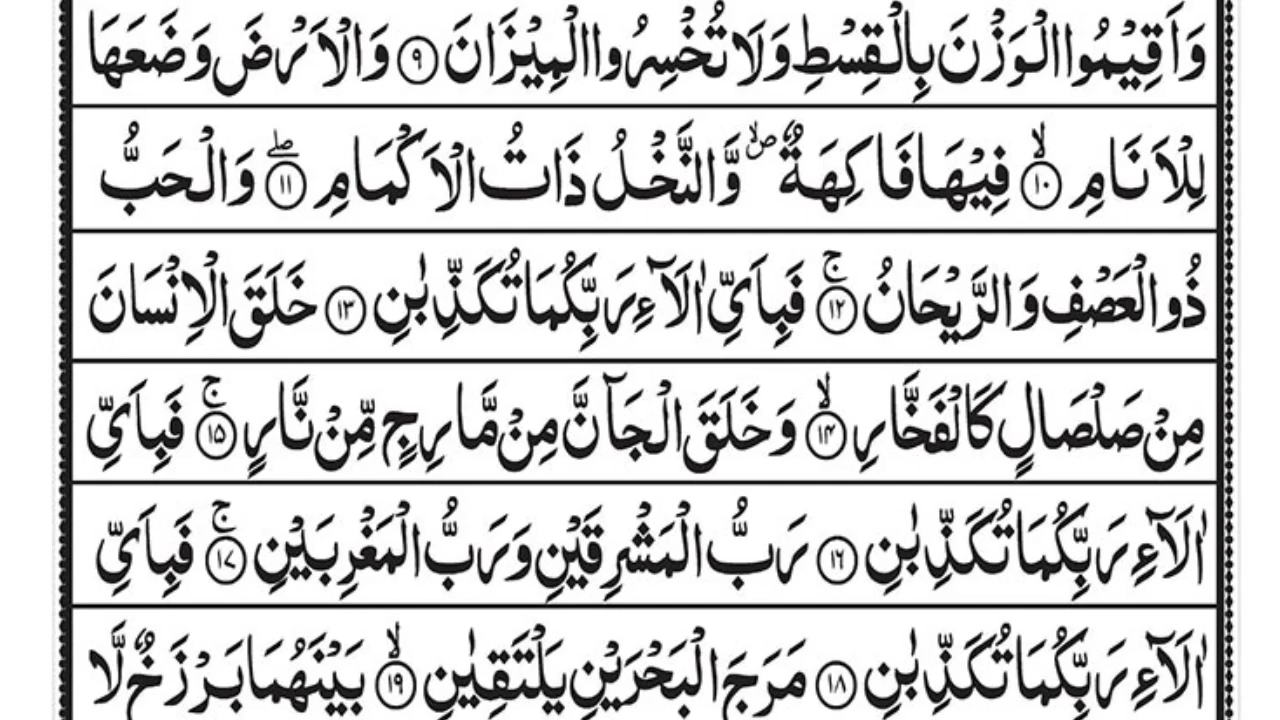 وَاَقِيْمُوا الْوَزْنَ بِالْقِسْطِ وَلَا تُخْسِرُوا الْمِيْزَانَ ۹ وَالْاَرْضَ وَضَعَهَا
لِلْاَنَامِ ۙ۱۰ فِيْهَا فَاكِهَةٌ ۪ۙ وَّالنَّخْلُ ذَاتُ الْاَكْمَامِ ۖ۱۱ وَالْحَبُّ
ذُو الْعَصْفِ وَالرَّيْحَانُ ۚ۱۲ فَبِاَيِّ اٰلَآءِ رَبِّكُمَا تُكَذِّبٰنِ ۱۳ خَلَقَ الْاِنْسَانَ
مِنْ صَلْصَالٍ كَالْفَخَّارِ ۙ۱۴ وَخَلَقَ الْجَآنَّ مِنْ مَّارِجٍ مِّنْ نَّارٍ ۚ۱۵ فَبِاَيِّ
اٰلَآءِ رَبِّكُمَا تُكَذِّبٰنِ ۱۶ رَبُّ الْمَشْرِقَيْنِ وَرَبُّ الْمَغْرِبَيْنِ ۚ۱۷ فَبِاَيِّ
اٰلَآءِ رَبِّكُمَا تُكَذِّبٰنِ ۱۸ مَرَجَ الْبَحْرَيْنِ يَلْتَقِيٰنِ ۙ۱۹ بَيْنَهُمَا بَرْزَخٌ لَّا